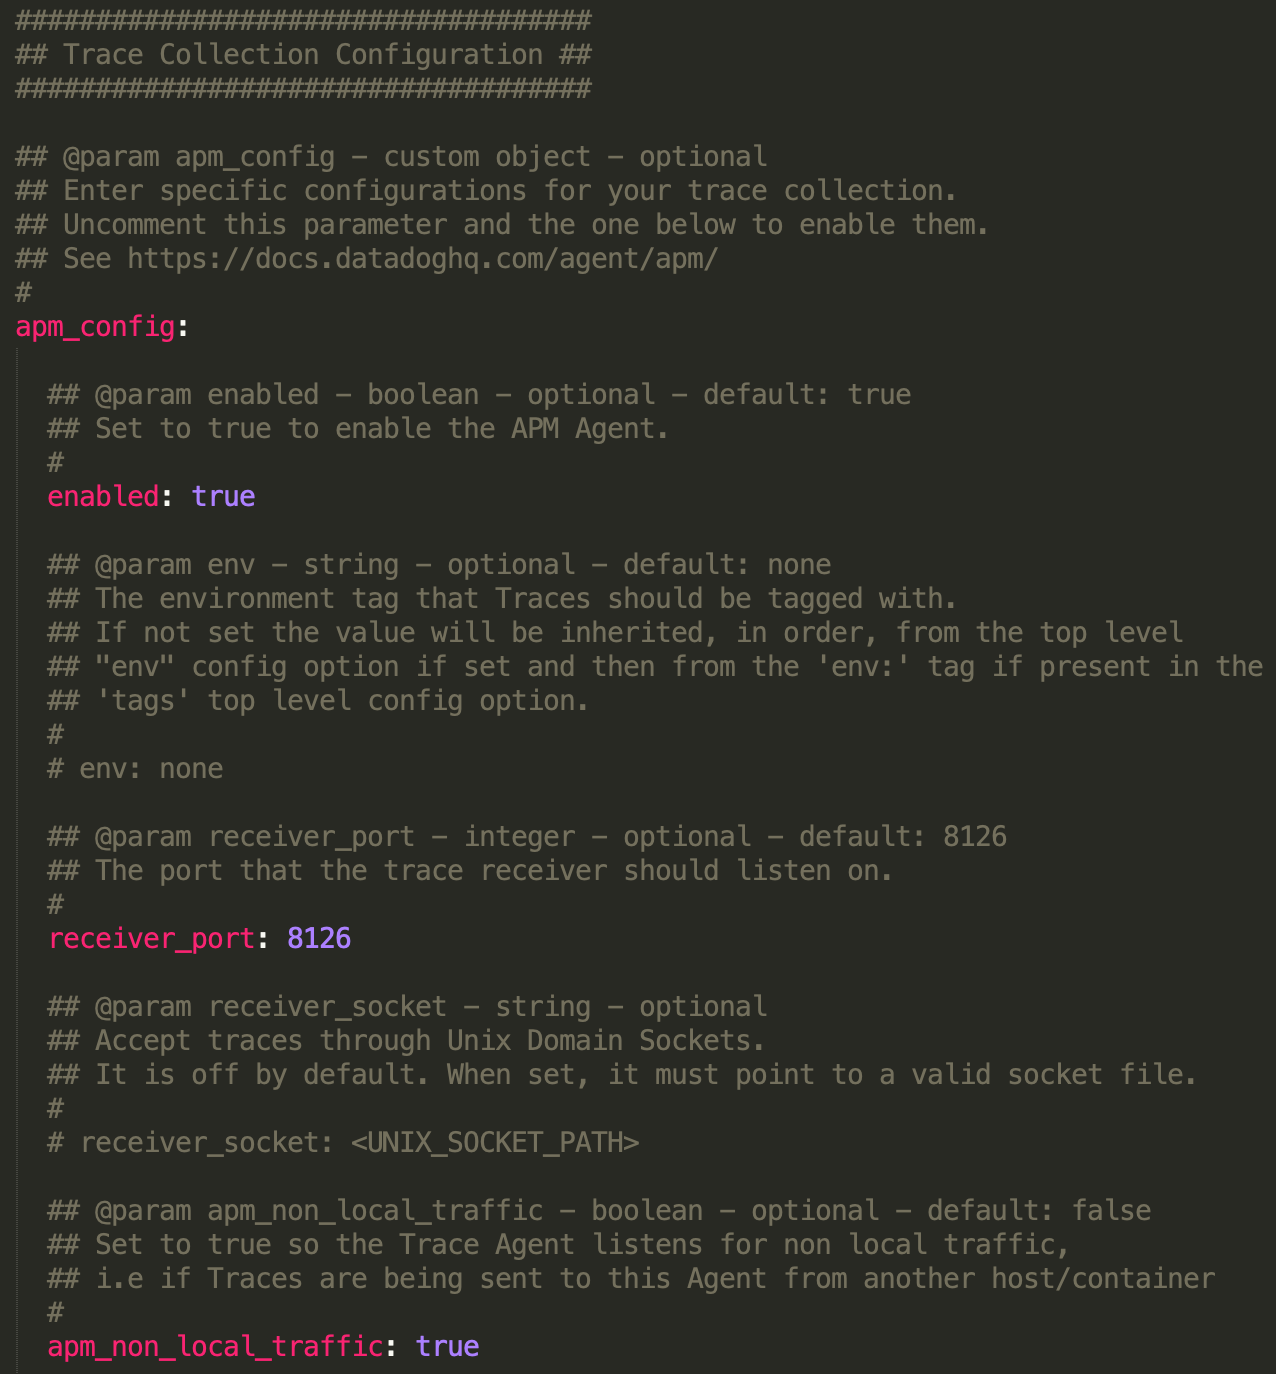 ####################################
## Trace Collection Configuration ##
####################################
## @param apm_config - custom object - optional
## Enter specific configurations for your trace collection.
## Uncomment this parameter and the one below to enable them.
## See https://docs.datadoghq.com/agent/apm/
#
apm_config:
## @param enabled - boolean - optional - default: true
## Set to true to enable the APM Agent.
#
enabled: true
## @param env - string - optional - default: none
## The environment tag that Traces should be tagged with.
## If not set the value will be inherited, in order, from the top level
## "env" config option if set and then from the 'env:' tag if present in the
## 'tags' top level config option.
#
# env: none
## @param receiver_port - integer - optional - default: 8126
## The port that the trace receiver should listen on.
#
receiver_port: 8126
## @param receiver_socket - string - optional
## Accept traces through Unix Domain Sockets.
## It is off by default. When set, it must point to a valid socket file.
#
# receiver_socket: <UNIX_SOCKET_PATH>
## @param apm_non_local_traffic - boolean - optional - default: false
## Set to true so the Trace Agent listens for non local traffic,
## i.e if Traces are being sent to this Agent from another host/container
#
apm_non_local_traffic: true